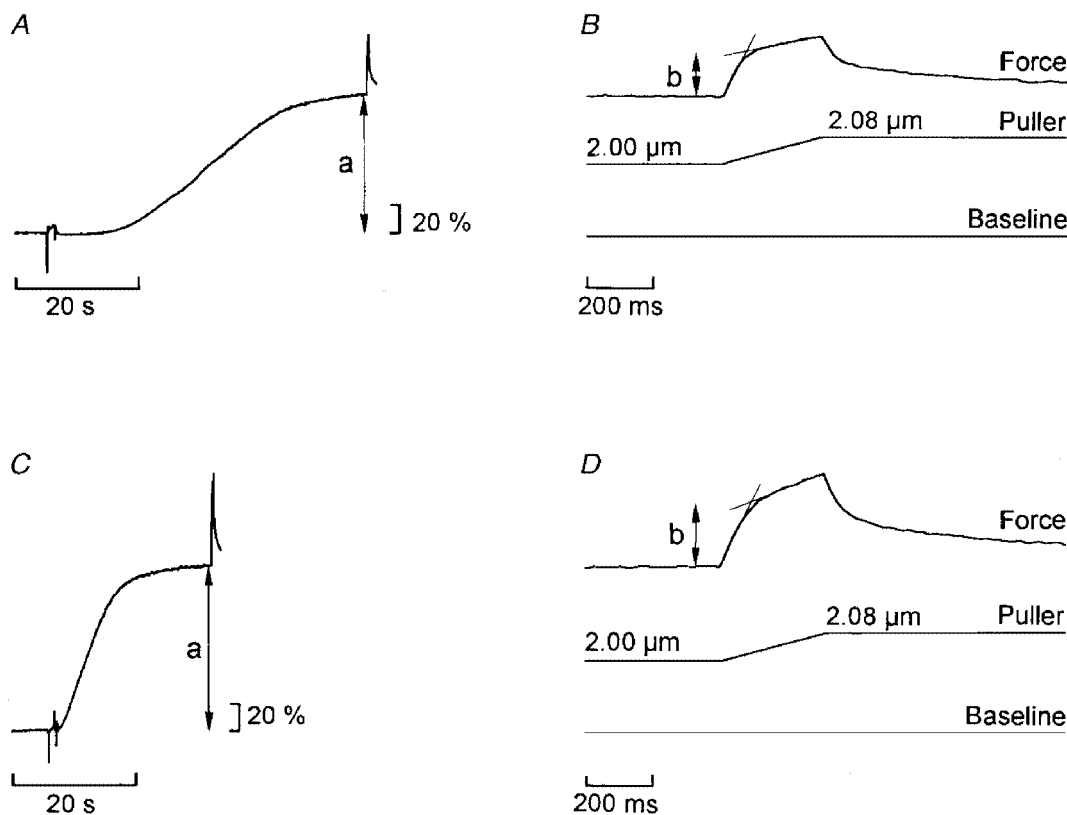 A
a
20 %
20 s
B
b
Force
2.08 µm
Puller
2.00 µm
Baseline
200 ms
C
a
20 %
20 s
D
b
Force
2.08 µm
Puller
2.00 µm
Baseline
200 ms